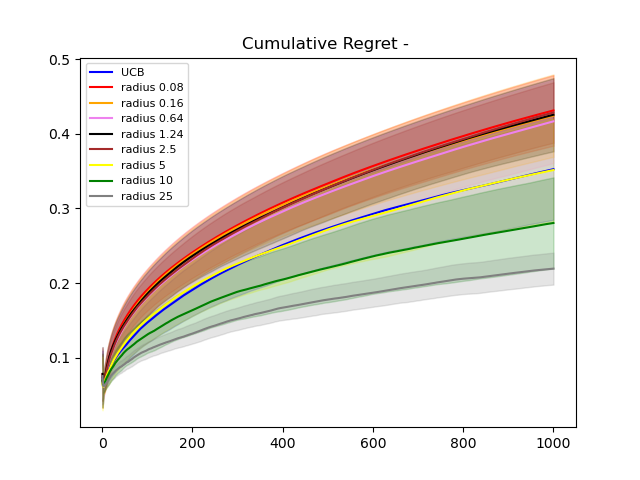 Cumulative Regret -
0.5
0.4
0.3
0.2
0.1
UCB
radius 0.08
radius 0.16
radius 0.64
radius 1.24
radius 2.5
radius 5
radius 10
radius 25
0 200 400 600 800 1000